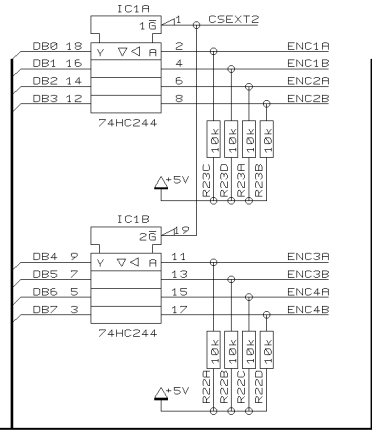 IC1A
1G 1 CSEXT2
DB0 18 Y A 2 ENC1A
DB1 16 4 ENC1B
DB2 14 6 ENC2A
DB3 12 8 ENC2B
74HC244
10k 10k 10k 10k
R23C R23D R23A R23B
+5V
IC1B
2G 19
DB4 9 Y A 11 ENC3A
DB5 7 13 ENC3B
DB6 5 15 ENC4A
DB7 3 17 ENC4B
74HC244
10k 10k 10k 10k
R22A R22B R22C R22D
+5V